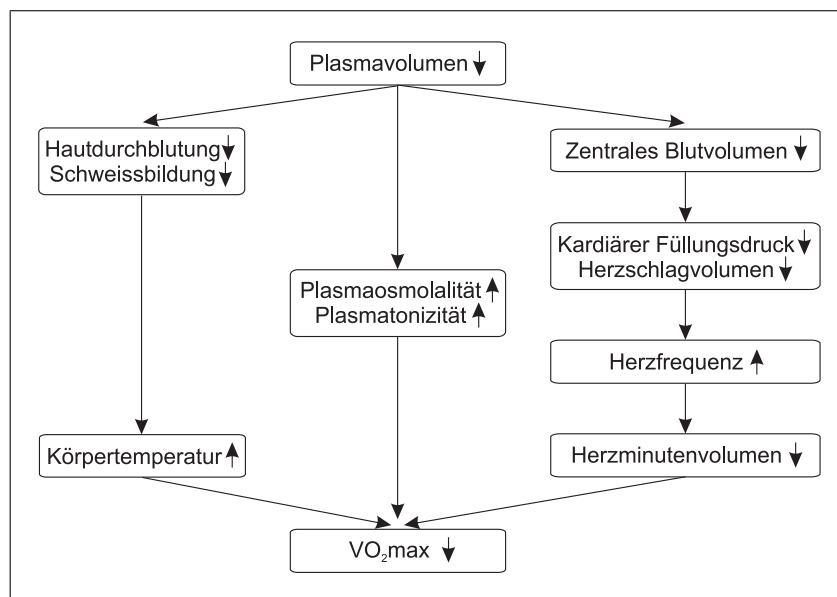 Plasmavolumen ↓
Hautdurchblutung ↓
Schweissbildung ↓
Zentrales Blutvolumen ↓
Kardiärer Füllungsdruck ↓
Herzschlagvolumen ↓
Plasmaosmolalität ↑
Plasmatonizität ↑
Herzfrequenz ↑
Körpertemperatur ↑
Herzminutenvolumen ↓
VO₂max ↓